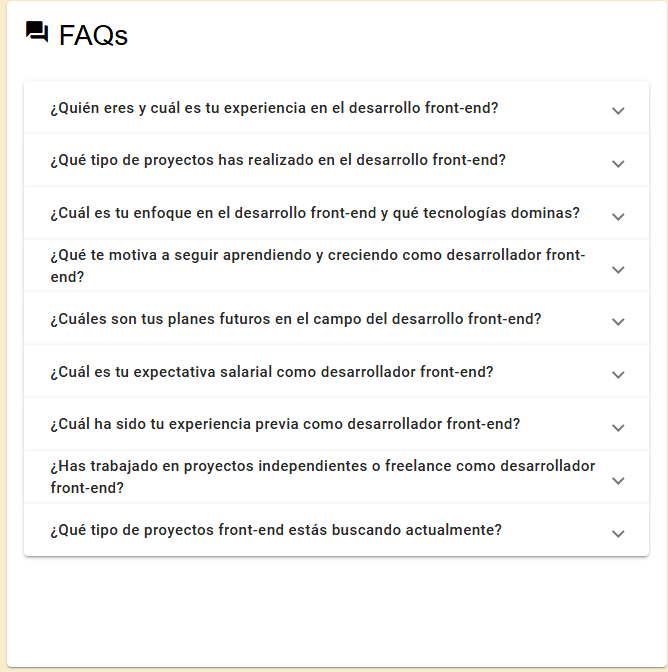 FAQs
¿Quién eres y cuál es tu experiencia en el desarrollo front-end?
¿Qué tipo de proyectos has realizado en el desarrollo front-end?
¿Cuál es tu enfoque en el desarrollo front-end y qué tecnologías dominas?
¿Qué te motiva a seguir aprendiendo y creciendo como desarrollador front-
end?
¿Cuáles son tus planes futuros en el campo del desarrollo front-end?
¿Cuál es tu expectativa salarial como desarrollador front-end?
¿Cuál ha sido tu experiencia previa como desarrollador front-end?
¿Has trabajado en proyectos independientes o freelance como desarrollador
front-end?
¿Qué tipo de proyectos front-end estás buscando actualmente?